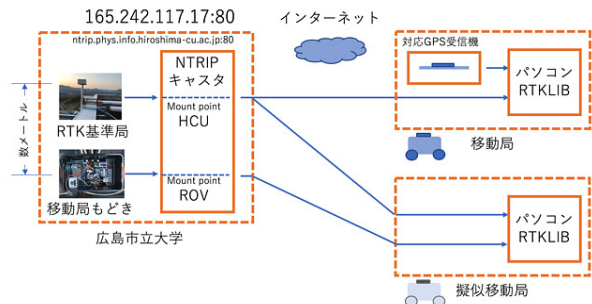 165.242.117.17:80
ntrip.phys.info.hiroshima-cu.ac.jp:80
インターネット
NTRIP
キャスタ
Mount point
HCU
RTK基準局
数メートル
Mount point
ROV
移動局もどき
広島市立大学
対応GPS受信機
パソコン
RTKLIB
移動局
パソコン
RTKLIB
擬似移動局